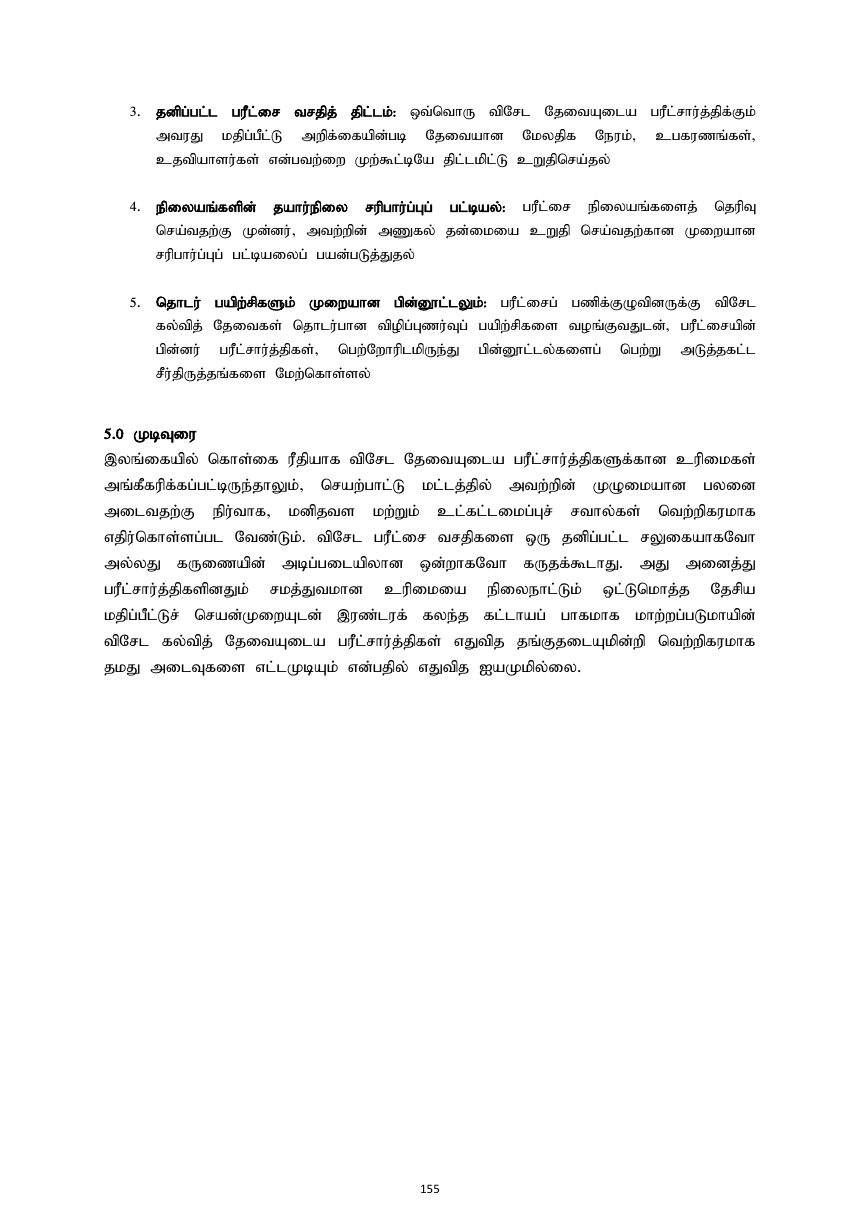 3. தனிப்பட்ட பரீட்சை வசதித் திட்டம்: ஒவ்வொரு விசேட தேவையுடைய பரீட்சார்த்திக்கும்
அவரது மதிப்பீட்டு அறிக்கையின்படி தேவையான மேலதிக நேரம், உபகரணங்கள்,
உதவியாளர்கள் என்பவற்றை முற்கூட்டியே திட்டமிட்டு உறுதிசெய்தல்
4. நிலையங்களின் தயார்நிலை சரிபார்ப்புப் பட்டியல்: பரீட்சை நிலையங்களைத் தெரிவு
செய்வதற்கு முன்னர், அவற்றின் அணுகல் தன்மையை உறுதி செய்வதற்கான முறையான
சரிபார்ப்புப் பட்டியலைப் பயன்படுத்துதல்
5. தொடர் பயிற்சிகளும் முறையான பின்னூட்டலும்: பரீட்சைப் பணிக்குழுவினருக்கு விசேட
கல்வித் தேவைகள் தொடர்பான விழிப்புணர்வுப் பயிற்சிகளை வழங்குவதுடன், பரீட்சையின்
பின்னர் பரீட்சார்த்திகள், பெற்றோரிடமிருந்து பின்னூட்டல்களைப் பெற்று அடுத்தகட்ட
சீர்திருத்தங்களை மேற்கொள்ளல்
5.0 முடிவுரை
இலங்கையில் கொள்கை ரீதியாக விசேட தேவையுடைய பரீட்சார்த்திகளுக்கான உரிமைகள்
அங்கீகரிக்கப்பட்டிருந்தாலும், செயற்பாட்டு மட்டத்தில் அவற்றின் முழுமையான பலனை
அடைவதற்கு நிர்வாக, மனிதவள மற்றும் உட்கட்டமைப்புச் சவால்கள் வெற்றிகரமாக
எதிர்கொள்ளப்பட வேண்டும். விசேட பரீட்சை வசதிகளை ஒரு தனிப்பட்ட சலுகையாகவோ
அல்லது கருணையின் அடிப்படையிலான ஒன்றாகவோ கருதக்கூடாது. அது அனைத்து
பரீட்சார்த்திகளினதும் சமத்துவமான உரிமையை நிலைநாட்டும் ஒட்டுமொத்த தேசிய
மதிப்பீட்டுச் செயன்முறையுடன் இரண்டரக் கலந்த கட்டாயப் பாகமாக மாற்றப்படுமாயின்
விசேட கல்வித் தேவையுடைய பரீட்சார்த்திகள் எதுவித தங்குதடையுமின்றி வெற்றிகரமாக
தமது அடைவுகளை எட்டமுடியும் என்பதில் எதுவித ஐயமுமில்லை.
155